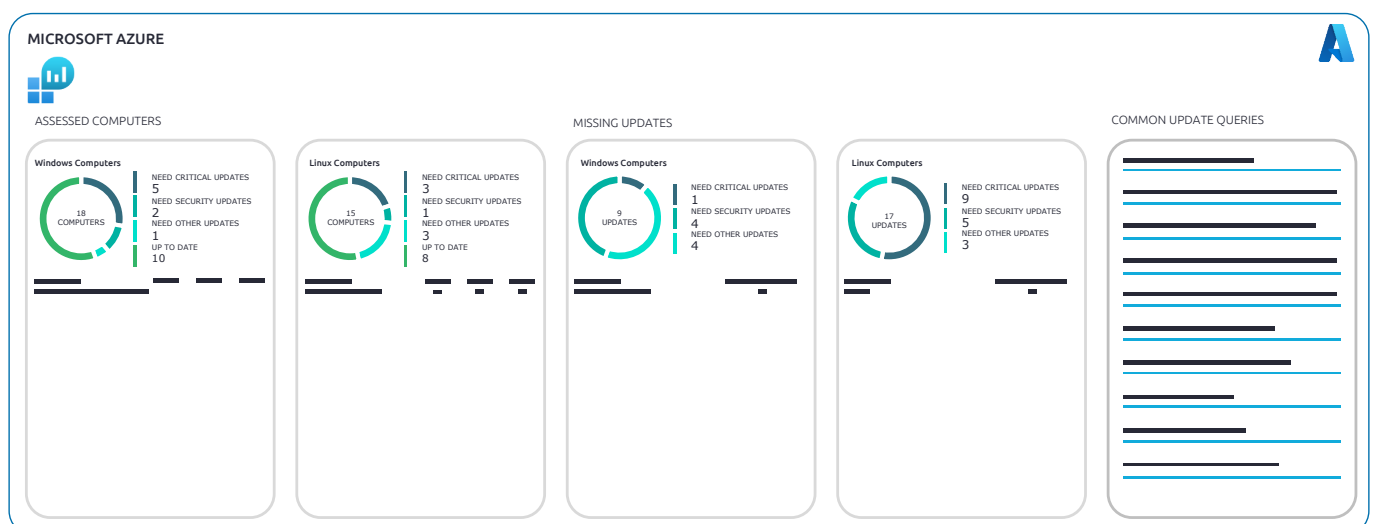 MICROSOFT AZURE
ASSESSED COMPUTERS
MISSING UPDATES
COMMON UPDATE QUERIES
Windows Computers
18
COMPUTERS
NEED CRITICAL UPDATES
5
NEED SECURITY UPDATES
2
NEED OTHER UPDATES
1
UP TO DATE
10
Linux Computers
15
COMPUTERS
NEED CRITICAL UPDATES
3
NEED SECURITY UPDATES
1
NEED OTHER UPDATES
3
UP TO DATE
8
Windows Computers
9
UPDATES
NEED CRITICAL UPDATES
1
NEED SECURITY UPDATES
4
NEED OTHER UPDATES
4
Linux Computers
17
UPDATES
NEED CRITICAL UPDATES
9
NEED SECURITY UPDATES
5
NEED OTHER UPDATES
3